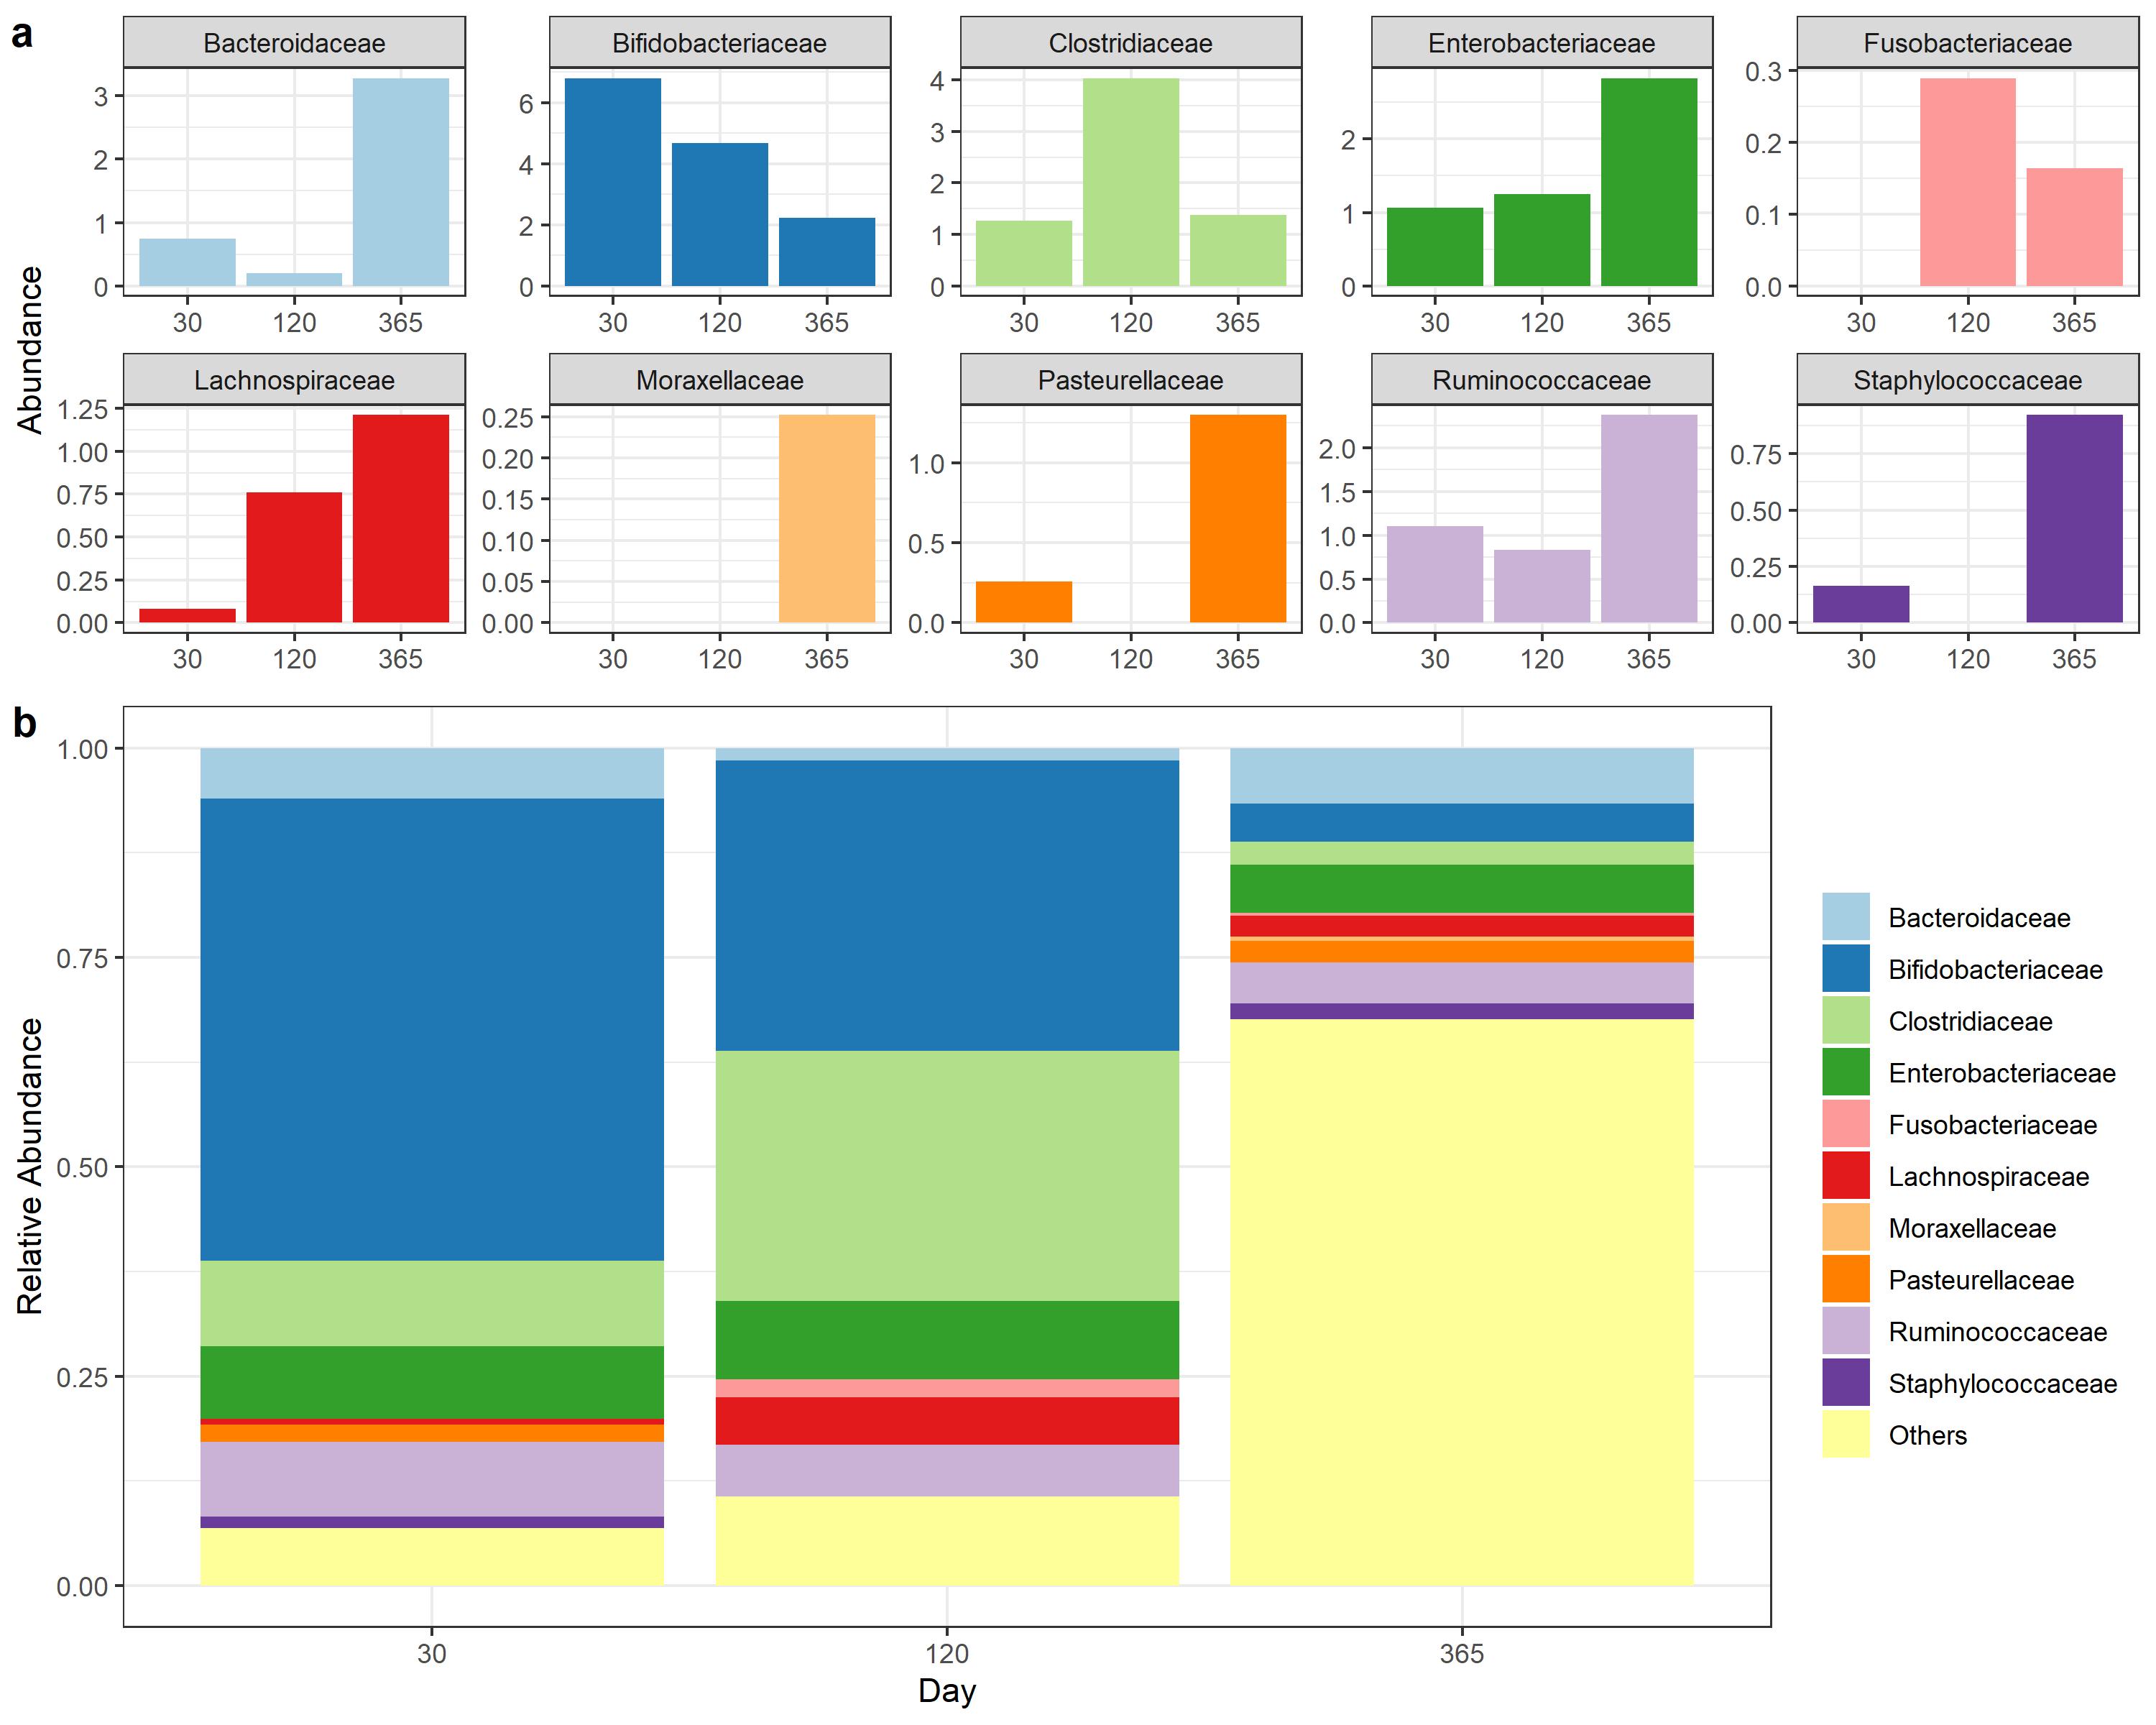 a
Bacteroidaceae Bifidobacteriaceae Clostridiaceae Enterobacteriaceae Fusobacteriaceae
3 2 1 0
6 4 2 0
4 3 2 1 0
2 1 0
0.3 0.2 0.1 0.0
30 120 365 30 120 365 30 120 365 30 120 365 30 120 365
Abundance
Lachnospiraceae Moraxellaceae Pasteurellaceae Ruminococcaceae Staphylococcaceae
1.25 1.00 0.75 0.50 0.25 0.00
0.25 0.20 0.15 0.10 0.05 0.00
1.0 0.5 0.0
2.0 1.5 1.0 0.5 0.0
0.75 0.50 0.25 0.00
30 120 365 30 120 365 30 120 365 30 120 365 30 120 365
b
Relative Abundance
1.00
0.75
0.50
0.25
0.00
30 120 365
Day
Bacteroidaceae
Bifidobacteriaceae
Clostridiaceae
Enterobacteriaceae
Fusobacteriaceae
Lachnospiraceae
Moraxellaceae
Pasteurellaceae
Ruminococcaceae
Staphylococcaceae
Others